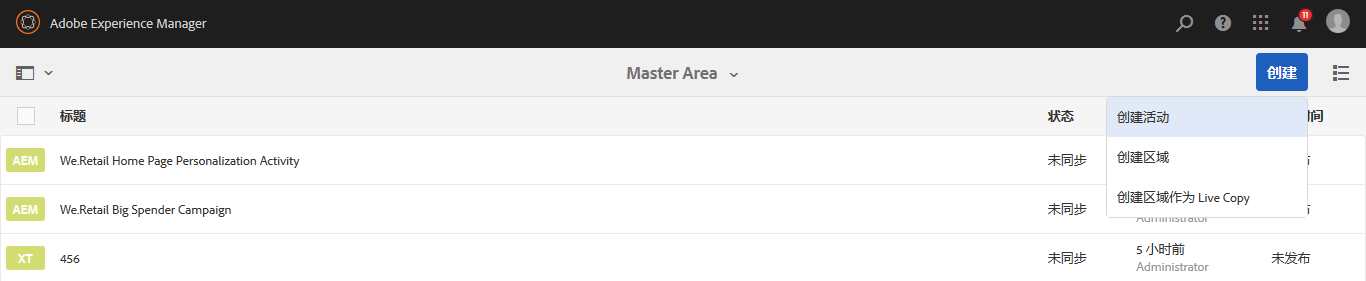 Adobe Experience Manager
11
Master Area
创建
标题
状态
间
创建活动
创建区域
创建区域作为 Live Copy
AEM
We.Retail Home Page Personalization Activity
未同步
AEM
We.Retail Big Spender Campaign
未同步
Administrator
XT
456
未同步
5 小时前
Administrator
未发布